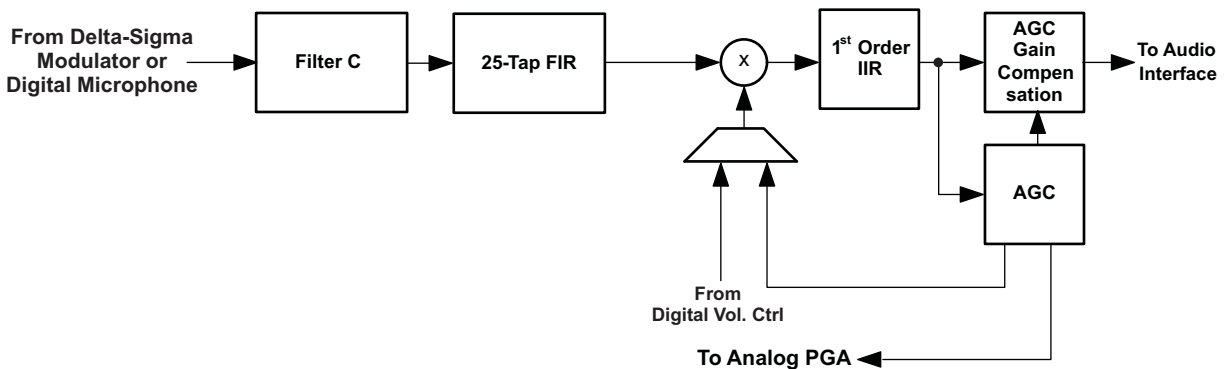 From Delta-Sigma
Modulator or
Digital Microphone
Filter C
25-Tap FIR
x
1st Order
IIR
AGC
Gain
Compen
sation
To Audio
Interface
AGC
From
Digital Vol. Ctrl
To Analog PGA